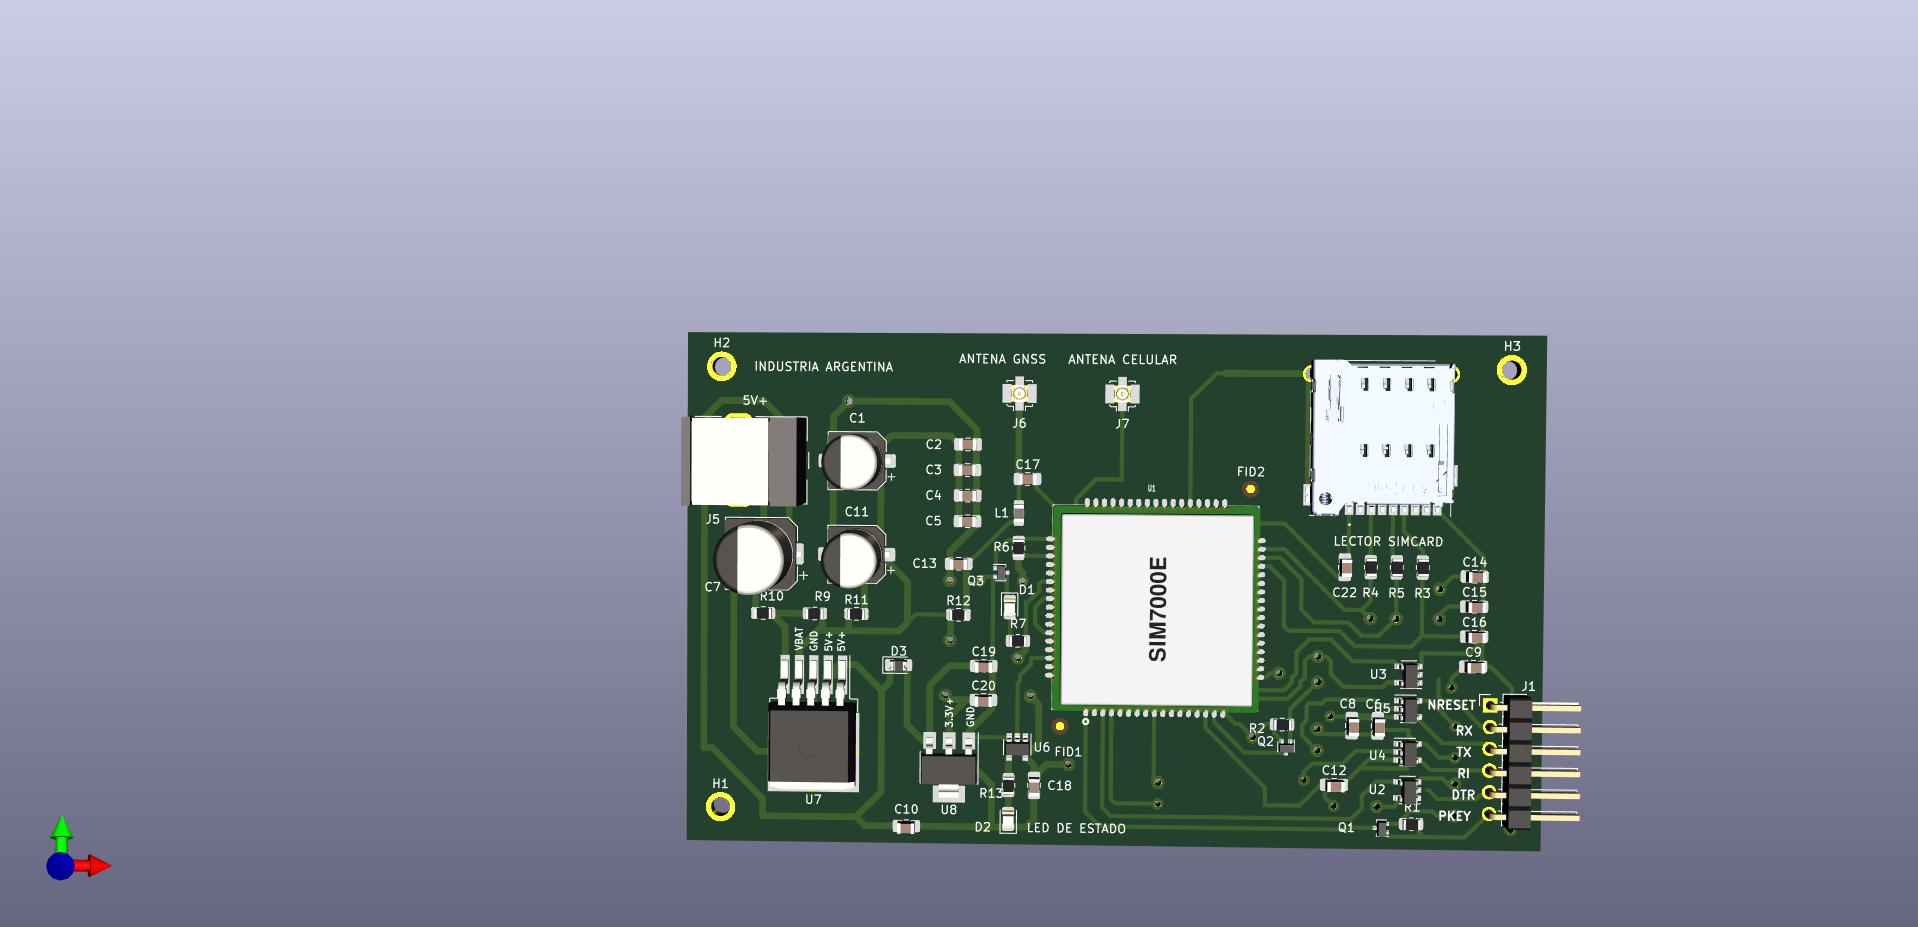 H2
INDUSTRIA ARGENTINA
ANTENA GNSS
ANTENA CELULAR
H3
5V+
C1
J6
J7
C2
C3
C4
C5
C17
FID2
U1
J5
C11
L1
R6
LECTOR SIMCARD
C7
C13
Q3
D1
C22
R4
R5
R3
C14
C15
C16
C9
R10
R9
R11
R12
R7
SIM7000E
VBAT
GND
5V+
5V+
D3
C19
C20
3.3V+
GND
U3
J1
C8
C6
NRESET
RX
TX
RI
DTR
PKEY
R2
Q2
U4
U6
FID1
H1
U7
U8
R13
C18
C12
U2
R1
Q1
C10
D2
LED DE ESTADO